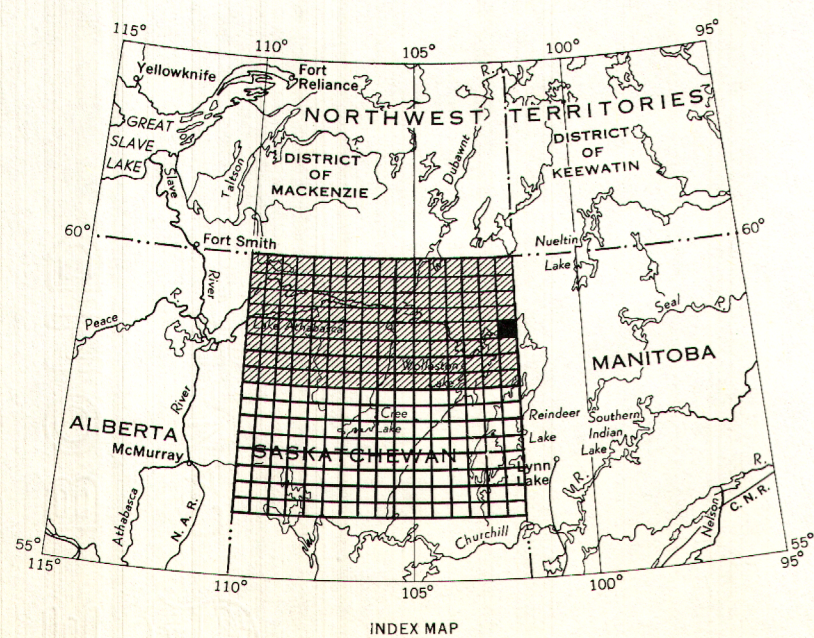 115°
110°
105°
100°
95°
Yellowknife
Fort
Reliance
R.
NORTHWEST TERRITORIES
GREAT
SLAVE
LAKE
DISTRICT
OF
MACKENZIE
DISTRICT
OF
KEEWATIN
Taltson
R.
Dubawnt
Slave
60°
Fort Smith
Nueltin
Lake
60°
River
Peace
R.
Lake Athabasca
Seal R.
Wollaston
Lake
MANITOBA
River
Cree
Lake
Reindeer
Lake
Southern
Indian
Lake
ALBERTA
McMurray
SASKATCHEWAN
Lynn
Lake
R.
R.
Athabasca
N.A.R.
Churchill
Nelson
C.N.R.
55°
115°
110°
105°
100°
55°
95°
INDEX MAP